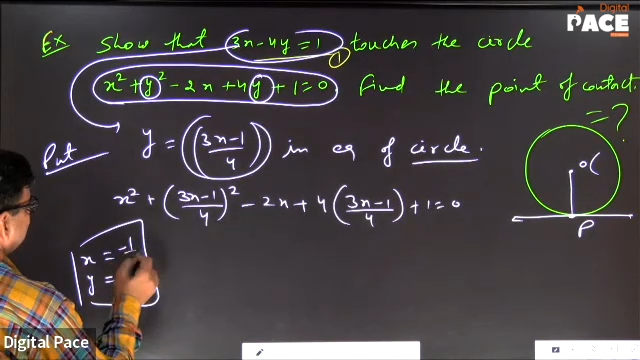 Digital
PACE
Ex Show that 3x-4y=1 touches the circle
①
x²+y²-2x+4y+1=0 Find the point of contact.
=?
Put y = ((3x-1/4)) in eq of circle.
x² + (3x-1/4)² - 2x + 4(3x-1/4) + 1 = 0
O(
P
x = -1
y =
Digital Pace